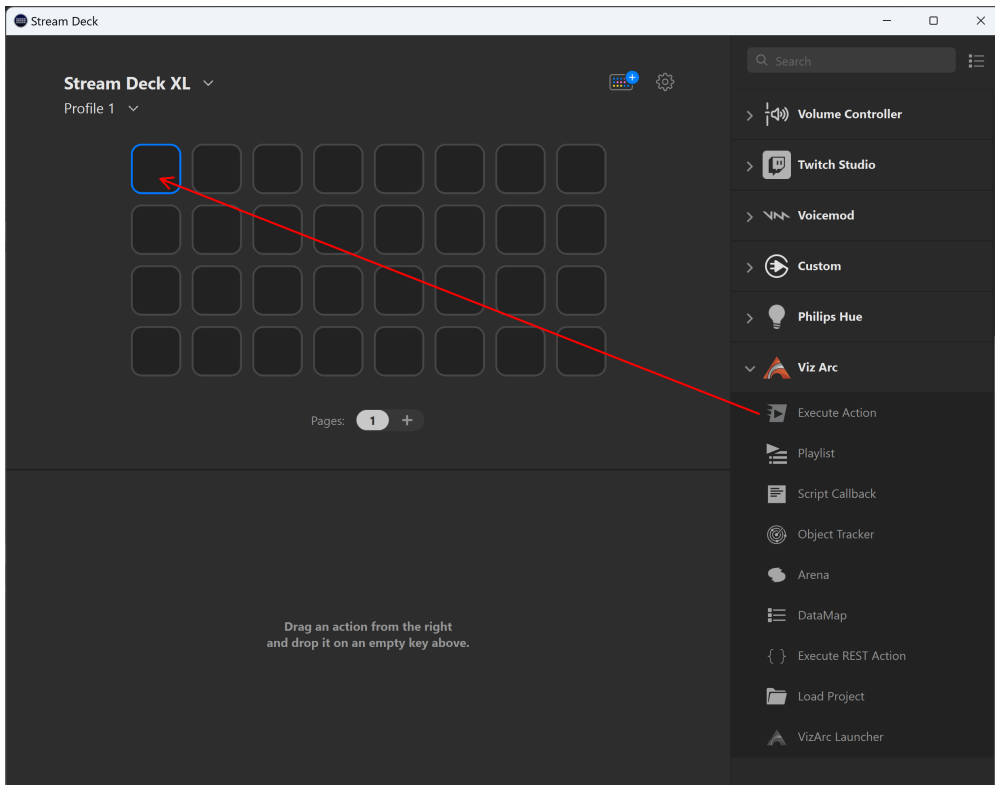 Stream Deck
Stream Deck XL
Profile 1
Pages: 1 +
Drag an action from the right
and drop it on an empty key above.
Search
Volume Controller
Twitch Studio
Voicemod
Custom
Philips Hue
Viz Arc
Execute Action
Playlist
Script Callback
Object Tracker
Arena
DataMap
{ } Execute REST Action
Load Project
VizArc Launcher